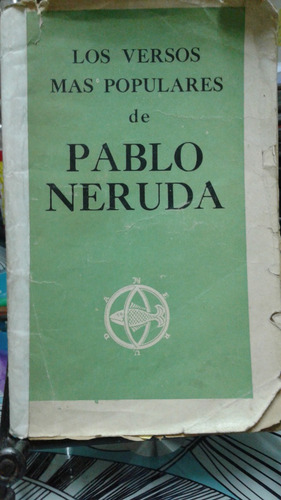 LOS VERSOS
MAS POPULARES
de
PABLO
NERUDA